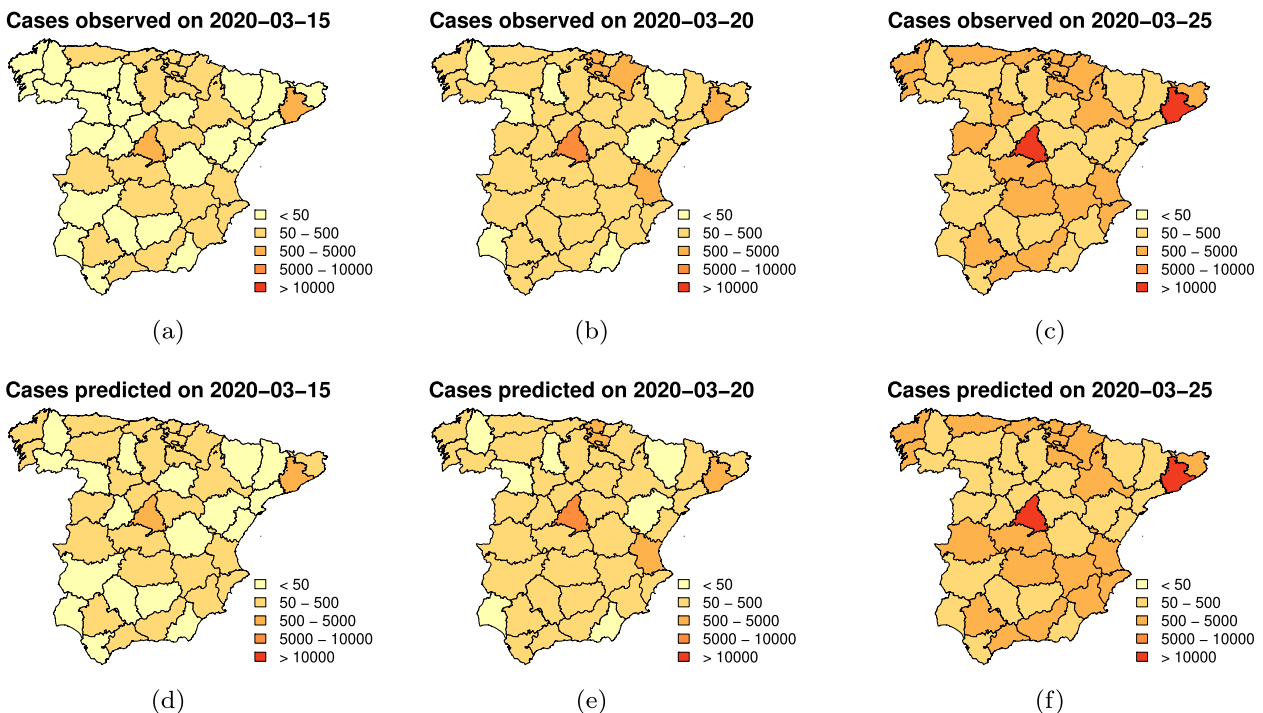 Cases observed on 2020−03−15
< 50
50 − 500
500 − 5000
5000 − 10000
> 10000
(a)
Cases observed on 2020−03−20
< 50
50 − 500
500 − 5000
5000 − 10000
> 10000
(b)
Cases observed on 2020−03−25
< 50
50 − 500
500 − 5000
5000 − 10000
> 10000
(c)
Cases predicted on 2020−03−15
< 50
50 − 500
500 − 5000
5000 − 10000
> 10000
(d)
Cases predicted on 2020−03−20
< 50
50 − 500
500 − 5000
5000 − 10000
> 10000
(e)
Cases predicted on 2020−03−25
< 50
50 − 500
500 − 5000
5000 − 10000
> 10000
(f)